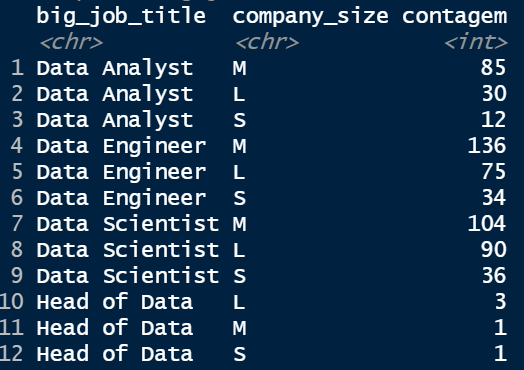 big_job_title company_size contagem
<chr> <chr> <int>
1 Data Analyst M 85
2 Data Analyst L 30
3 Data Analyst S 12
4 Data Engineer M 136
5 Data Engineer L 75
6 Data Engineer S 34
7 Data Scientist M 104
8 Data Scientist L 90
9 Data Scientist S 36
10 Head of Data L 3
11 Head of Data M 1
12 Head of Data S 1